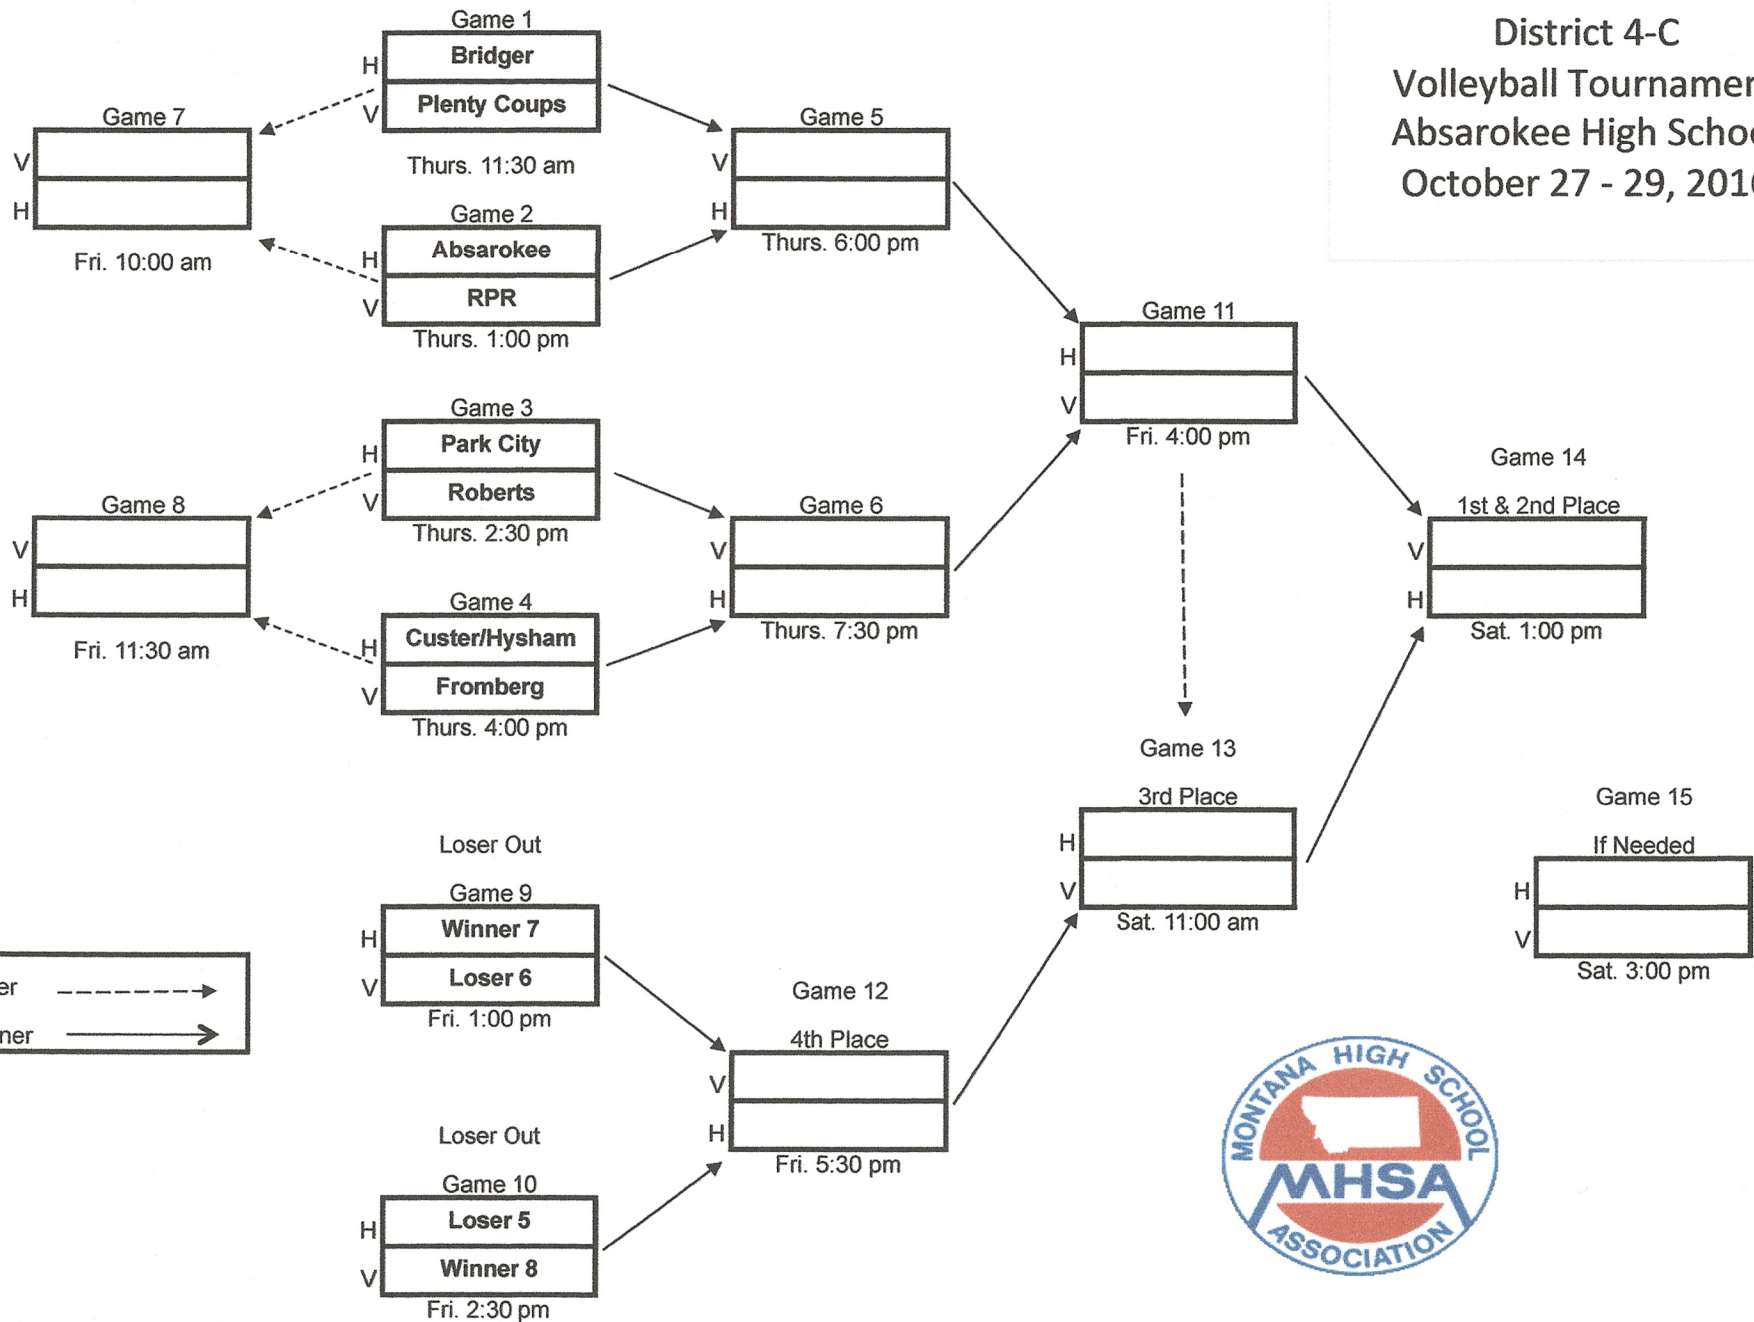 District 4-C
Volleyball Tournamen
Absarokee High Schoo
October 27 - 29, 2016
Game 1
H Bridger
V Plenty Coups
Thurs. 11:30 am
Game 7
V
H
Fri. 10:00 am
Game 2
H Absarokee
V RPR
Thurs. 1:00 pm
Game 5
V
H
Thurs. 6:00 pm
Game 3
H Park City
V Roberts
Thurs. 2:30 pm
Game 8
V
H
Fri. 11:30 am
Game 4
H Custer/Hysham
V Fromberg
Thurs. 4:00 pm
Game 6
V
H
Thurs. 7:30 pm
Game 11
H
V
Fri. 4:00 pm
Game 14
1st & 2nd Place
V
H
Sat. 1:00 pm
Game 13
3rd Place
H
V
Sat. 11:00 am
Game 15
If Needed
H
V
Sat. 3:00 pm
Loser Out
Game 9
H Winner 7
V Loser 6
Fri. 1:00 pm
Game 12
4th Place
V
H
Fri. 5:30 pm
Loser Out
Game 10
H Loser 5
V Winner 8
Fri. 2:30 pm
er
ner
MONTANA HIGH SCHOOL
MHSA
ASSOCIATION